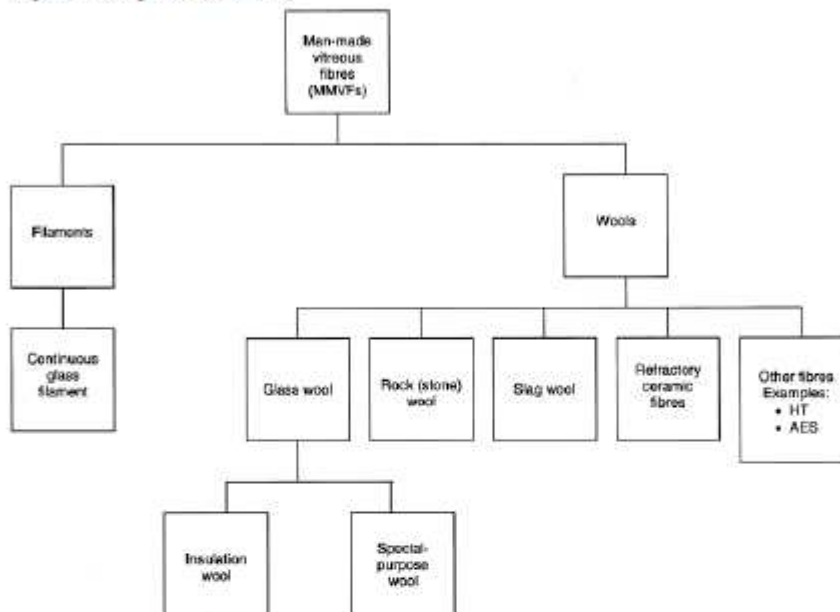 Man-made
vitreous
fibres
(MMVFs)
Filaments
Wools
Continuous
glass
filament
Glass wool
Rock (stone)
wool
Slag wool
Refractory
ceramic
fibres
Other fibres
Examples:
• HT
• AES
Insulation
wool
Special-
purpose
wool